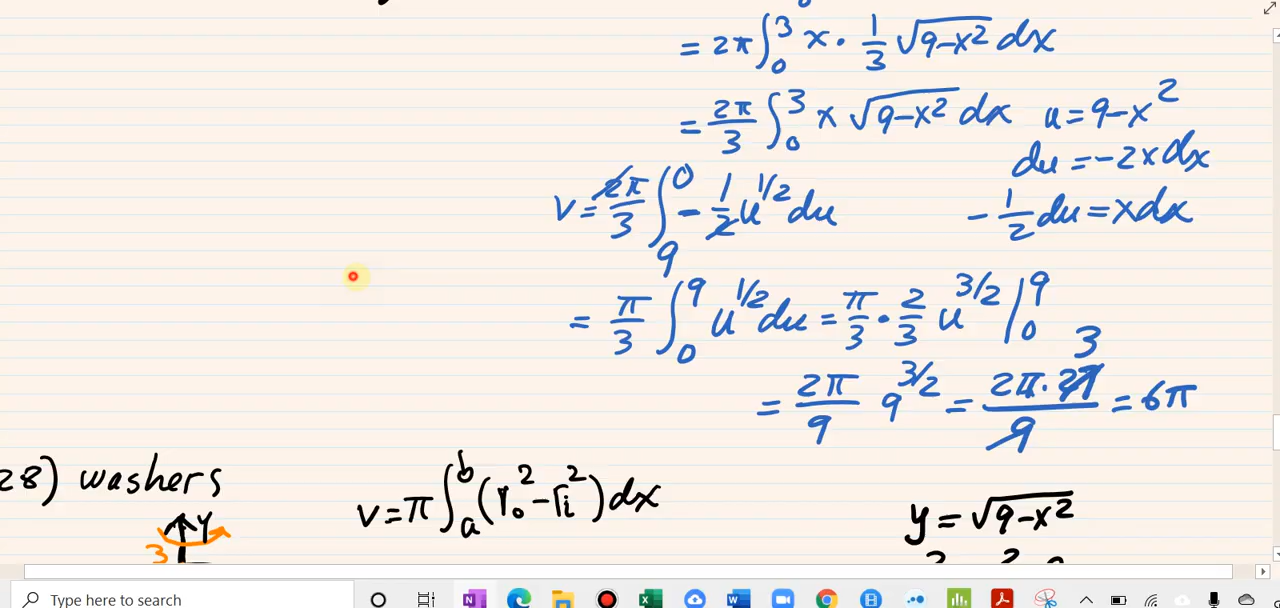 = 2π ∫₀³ x · 1/3 √(9-x²) dx
= 2π/3 ∫₀³ x √(9-x²) dx u = 9-x²
du = -2x dx
V = 2π/3 ∫₉⁰ - 1/2 u^1/2 du - 1/2 du = x dx
= π/3 ∫₀⁹ u^1/2 du = π/3 · 2/3 u^3/2 |₀⁹
= 2π/9 9^3/2 = 2π · 27/9 = 6π
3
28) washers
V = π ∫ₐᵇ (r₀² - rᵢ²) dx
y = √(9-x²)
y
3
Type here to search